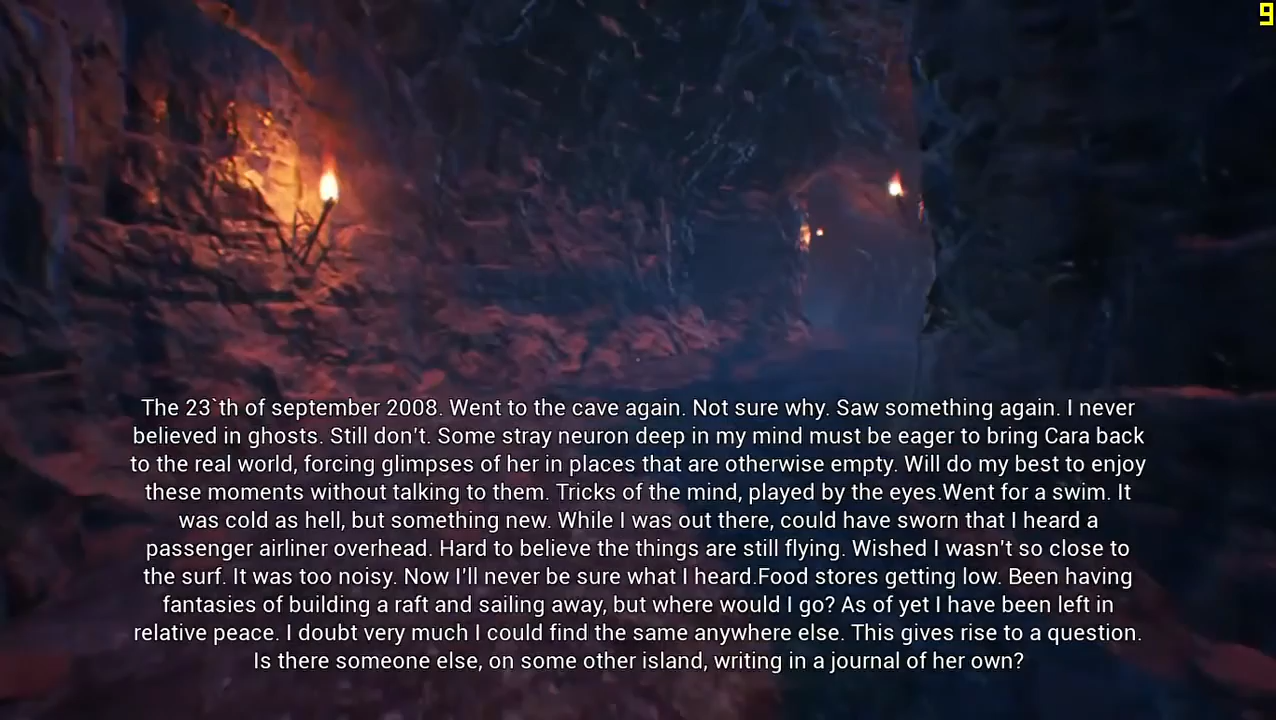 9
The 23`th of september 2008. Went to the cave again. Not sure why. Saw something again. I never
believed in ghosts. Still don't. Some stray neuron deep in my mind must be eager to bring Cara back
to the real world, forcing glimpses of her in places that are otherwise empty. Will do my best to enjoy
these moments without talking to them. Tricks of the mind, played by the eyes.Went for a swim. It
was cold as hell, but something new. While I was out there, could have sworn that I heard a
passenger airliner overhead. Hard to believe the things are still flying. Wished I wasn't so close to
the surf. It was too noisy. Now I'll never be sure what I heard.Food stores getting low. Been having
fantasies of building a raft and sailing away, but where would I go? As of yet I have been left in
relative peace. I doubt very much I could find the same anywhere else. This gives rise to a question.
Is there someone else, on some other island, writing in a journal of her own?